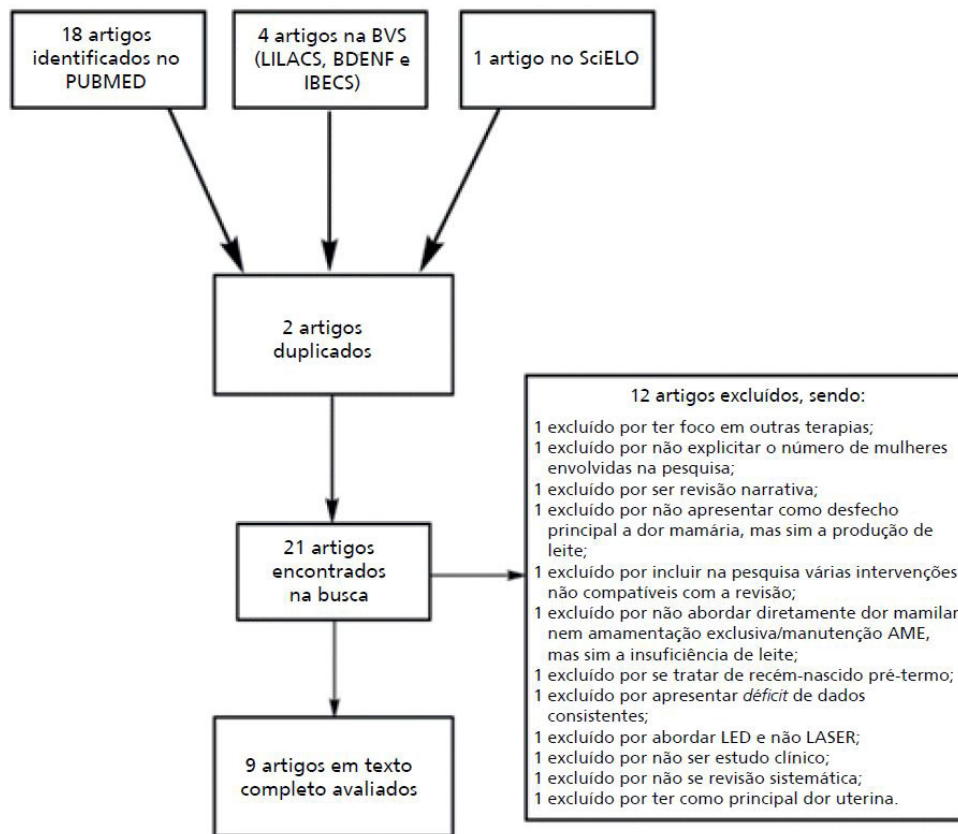 18 artigos
identificados no
PUBMED
4 artigos na BVS
(LILACS, BDENF e
IBECS)
1 artigo no SciELO
2 artigos
duplicados
21 artigos
encontrados
na busca
12 artigos excluídos, sendo:
1 excluído por ter foco em outras terapias;
1 excluído por não explicitar o número de mulheres
envolvidas na pesquisa;
1 excluído por ser revisão narrativa;
1 excluído por não apresentar como desfecho
principal a dor mamária, mas sim a produção de
leite;
1 excluído por incluir na pesquisa várias intervenções
não compatíveis com a revisão;
1 excluído por não abordar diretamente dor mamilar
nem amamentação exclusiva/manutenção AME,
mas sim a insuficiência de leite;
1 excluído por se tratar de recém-nascido pré-termo;
1 excluído por apresentar déficit de dados
consistentes;
1 excluído por abordar LED e não LASER;
1 excluído por não ser estudo clínico;
1 excluído por não se revisão sistemática;
1 excluído por ter como principal dor uterina.
9 artigos em texto
completo avaliados